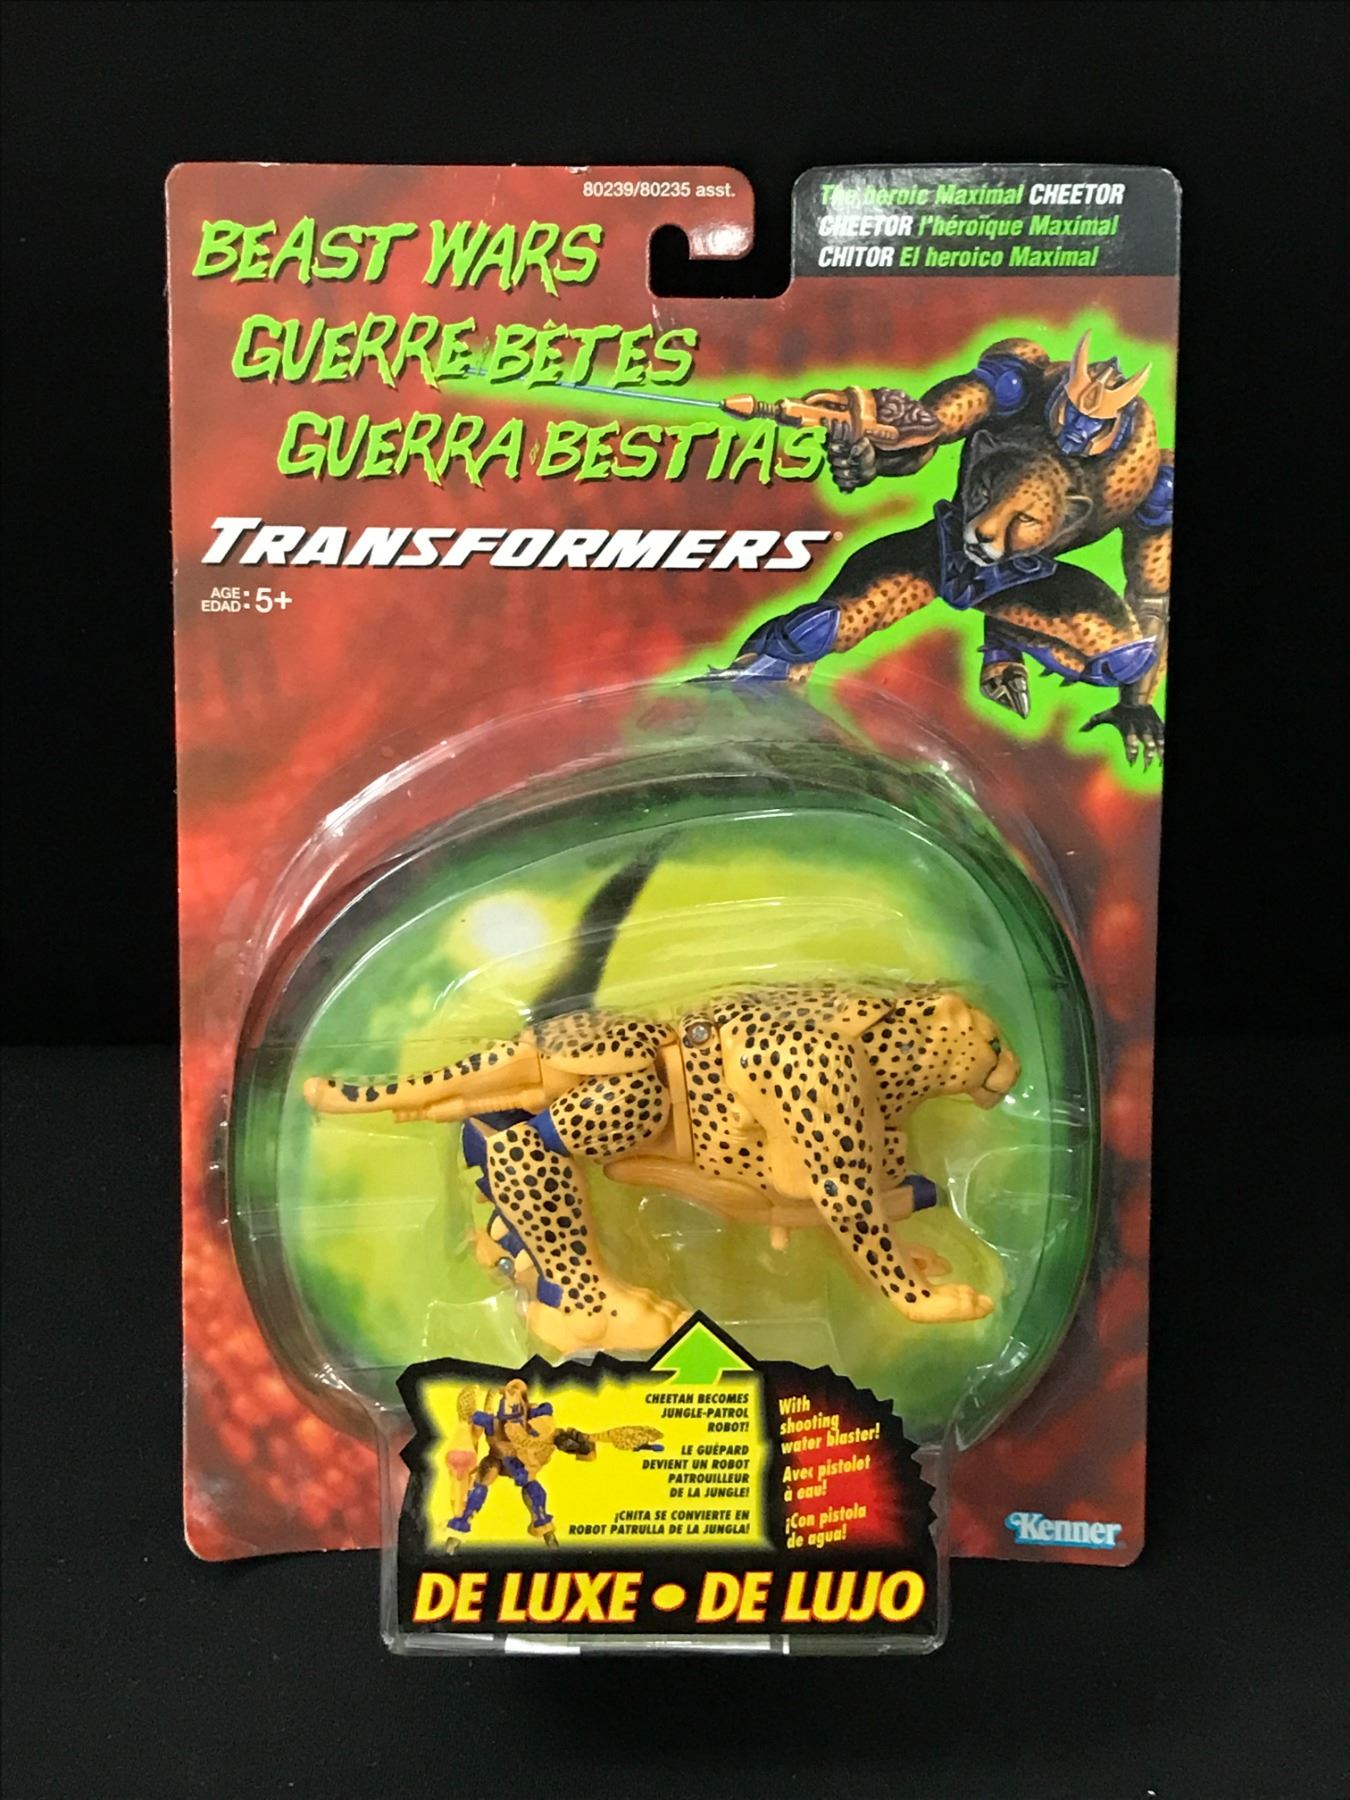 80239/80235 asst.
The heroic Maximal CHEETOR
CHEETOR l'héroïque Maximal
CHITOR El heroico Maximal
BEAST WARS
GUERRE BÊTES
GUERRA BESTIAS
TRANSFORMERS®
AGE:
EDAD: 5+
CHEETAH BECOMES
JUNGLE-PATROL
ROBOT!
LE GUÉPARD
DEVIENT UN ROBOT
PATROUILLEUR
DE LA JUNGLE!
¡CHITA SE CONVIERTE EN
ROBOT PATRULLA DE LA JUNGLA!
With
shooting
water blaster!
Avec pistolet
à eau!
¡Con pistola
de agua!
Kenner
DE LUXE • DE LUJO